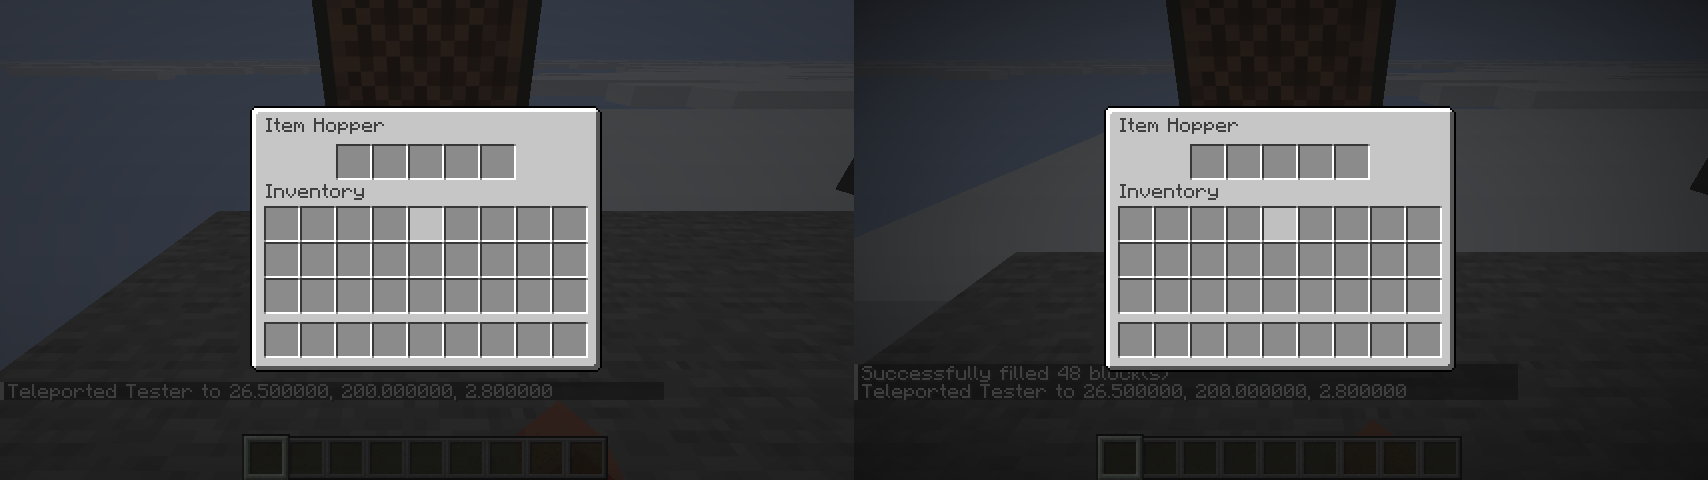 Item Hopper
Inventory
Teleported Tester to 26.500000, 200.000000, 2.800000
Item Hopper
Inventory
Successfully filled 48 block(s)
Teleported Tester to 26.500000, 200.000000, 2.800000